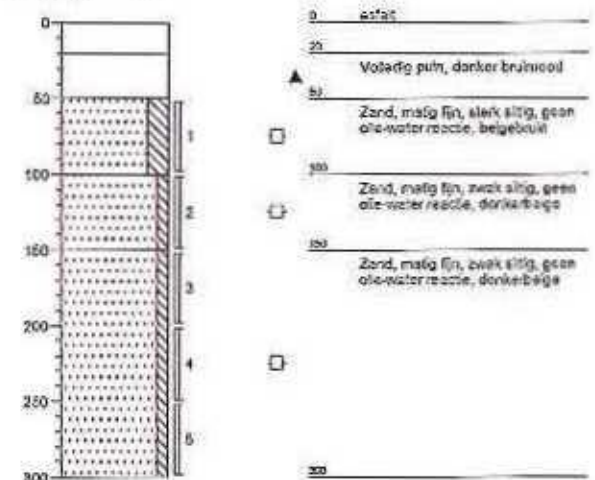 0
50
100
150
200
250
300
1
2
3
4
5
0
asfalt
20
Volledig puin, donker bruinrood
50
Zand, matig fijn, sterk siltig, geen
olie-water reactie, beigebruin
100
Zand, matig fijn, zwak siltig, geen
olie-water reactie, donkerbeige
150
Zand, matig fijn, zwak siltig, geen
olie-water reactie, donkerbeige
300